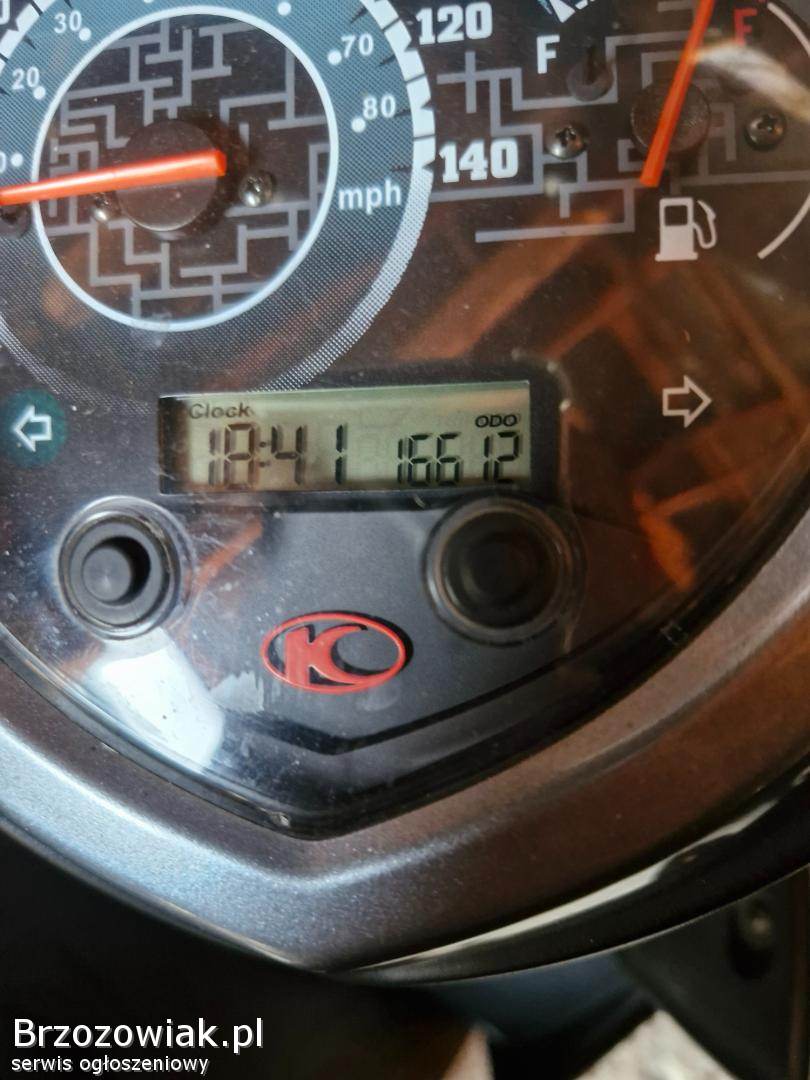 30
120
70
F
F
20
80
140
mph
Clock
ODO
18:41
16612
Brzozowiak.pl
serwis ogłoszeniowy